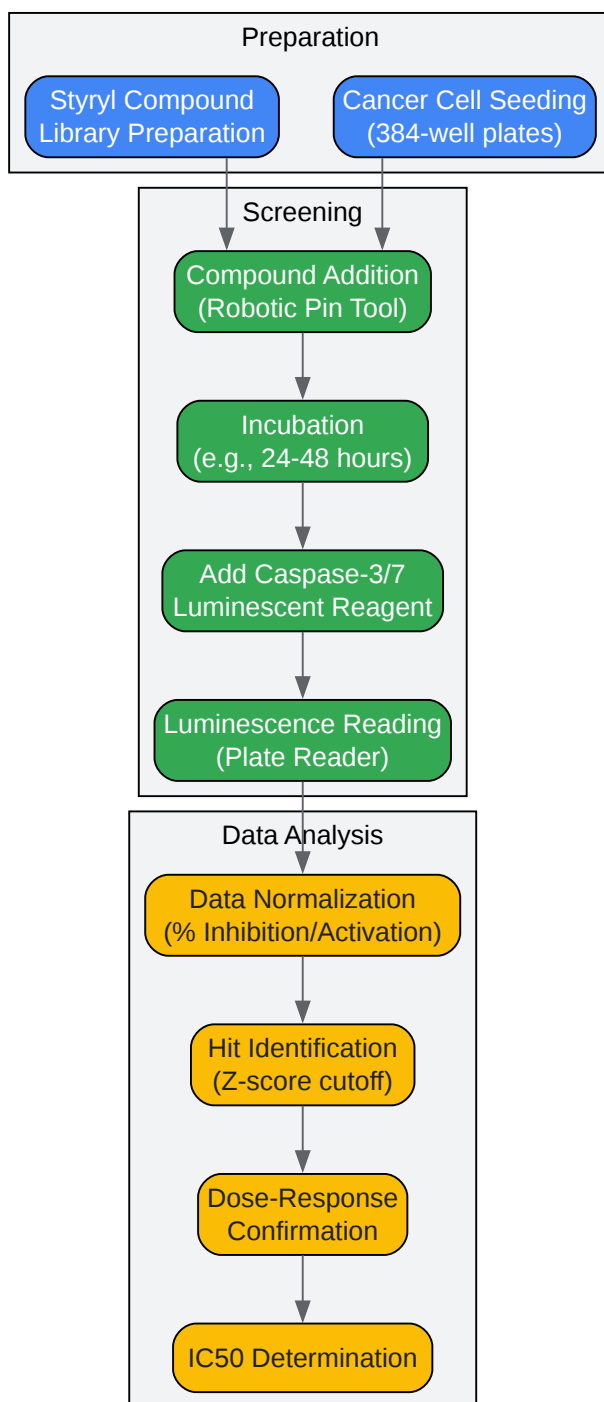 Preparation
Styryl Compound
Library Preparation
Cancer Cell Seeding
(384-well plates)
Screening
Compound Addition
(Robotic Pin Tool)
Incubation
(e.g., 24-48 hours)
Add Caspase-3/7
Luminescent Reagent
Luminescence Reading
(Plate Reader)
Data Analysis
Data Normalization
(% Inhibition/Activation)
Hit Identification
(Z-score cutoff)
Dose-Response
Confirmation
IC50 Determination